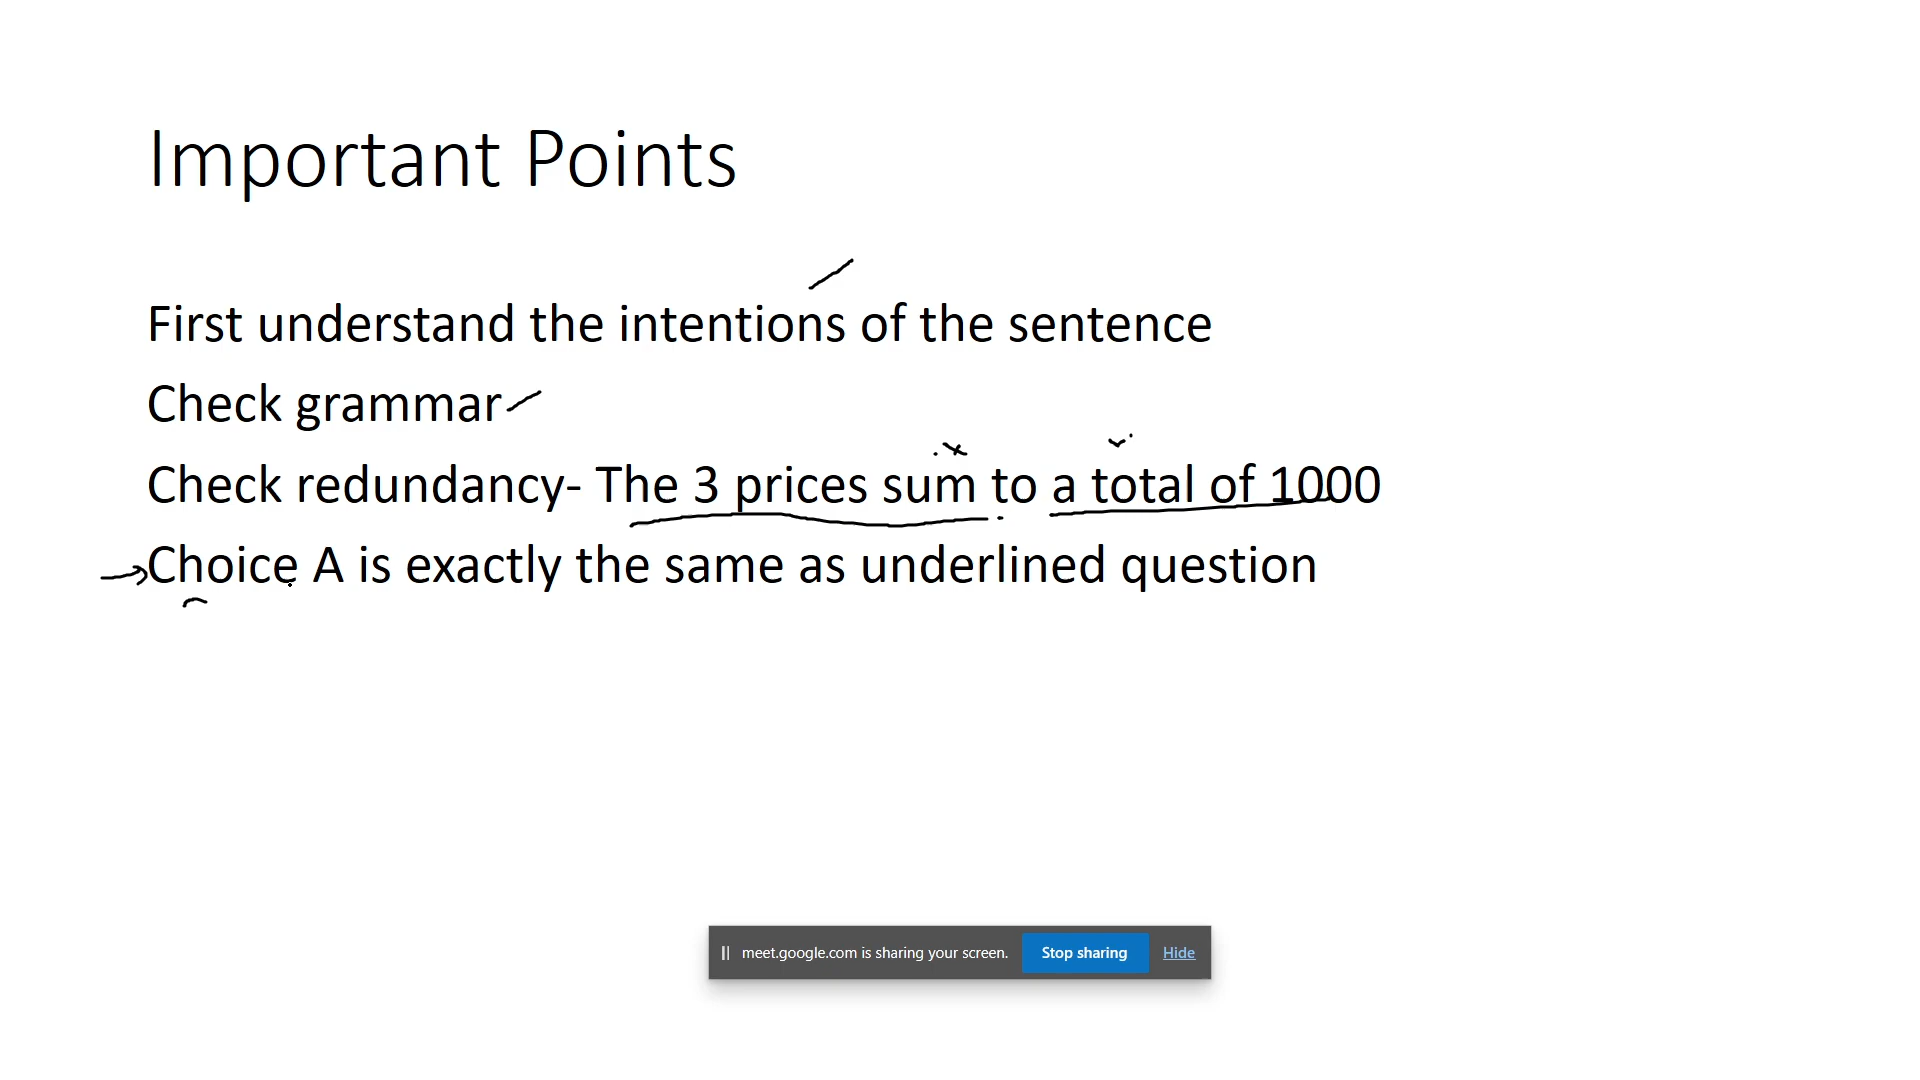 Important Points
First understand the intentions of the sentence
Check grammar
Check redundancy- The 3 prices sum to a total of 1000
Choice A is exactly the same as underlined question
meet.google.com is sharing your screen. Stop sharing Hide